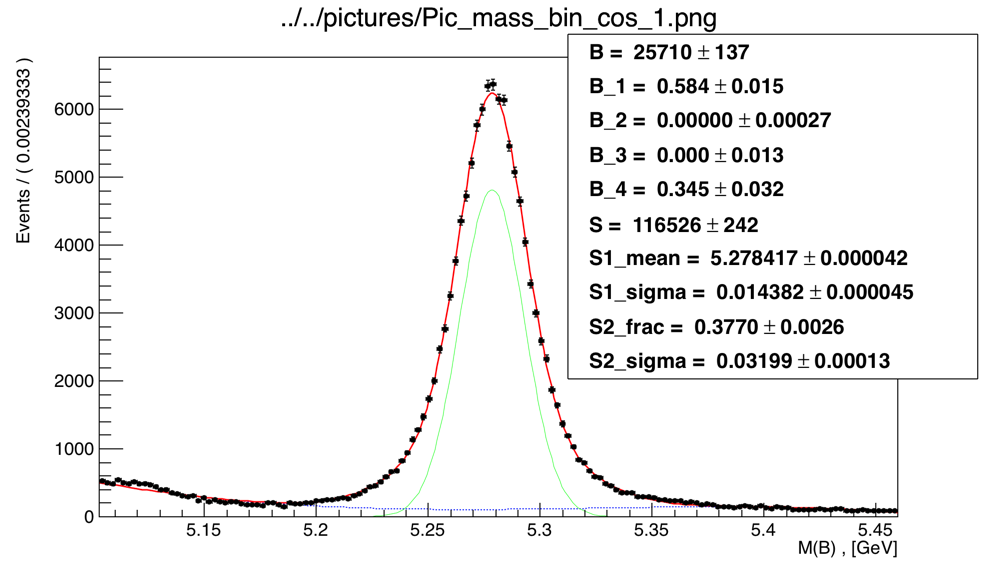 ../../pictures/Pic_mass_bin_cos_1.png
B = 25710 ± 137
B_1 = 0.584 ± 0.015
B_2 = 0.00000 ± 0.00027
B_3 = 0.000 ± 0.013
B_4 = 0.345 ± 0.032
S = 116526 ± 242
S1_mean = 5.278417 ± 0.000042
S1_sigma = 0.014382 ± 0.000045
S2_frac = 0.3770 ± 0.0026
S2_sigma = 0.03199 ± 0.00013
Events / ( 0.00239333 )
6000
5000
4000
3000
2000
1000
0
5.15 5.2 5.25 5.3 5.35 5.4 5.45
M(B) , [GeV]